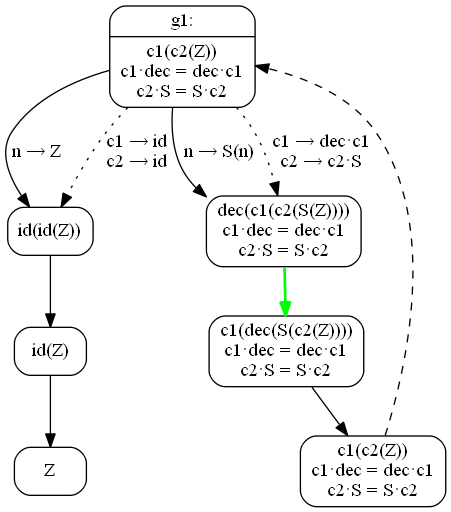 g1:
c1(c2(Z))
c1·dec = dec·c1
c2·S = S·c2
n → Z
c1 → id
c2 → id
n → S(n)
c1 → dec·c1
c2 → c2·S
id(id(Z))
dec(c1(c2(S(Z))))
c1·dec = dec·c1
c2·S = S·c2
id(Z)
c1(dec(S(c2(Z))))
c1·dec = dec·c1
c2·S = S·c2
Z
c1(c2(Z))
c1·dec = dec·c1
c2·S = S·c2